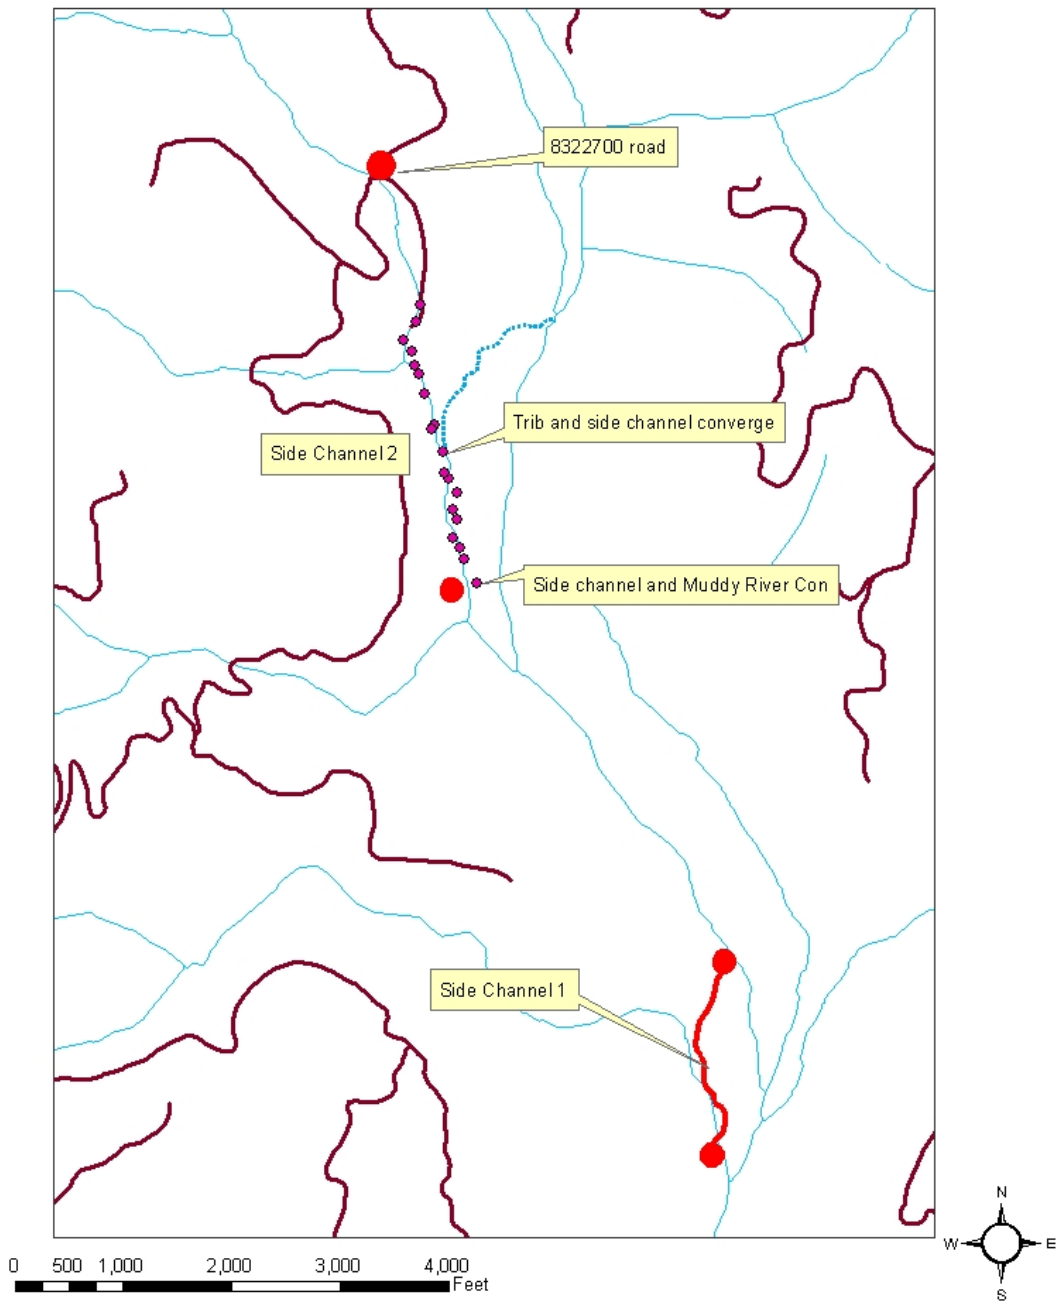 8322700 road
Trib and side channel converge
Side Channel 2
Side channel and Muddy River Con
Side Channel 1
N
W E
S
0 500 1,000 2,000 3,000 4,000
Feet